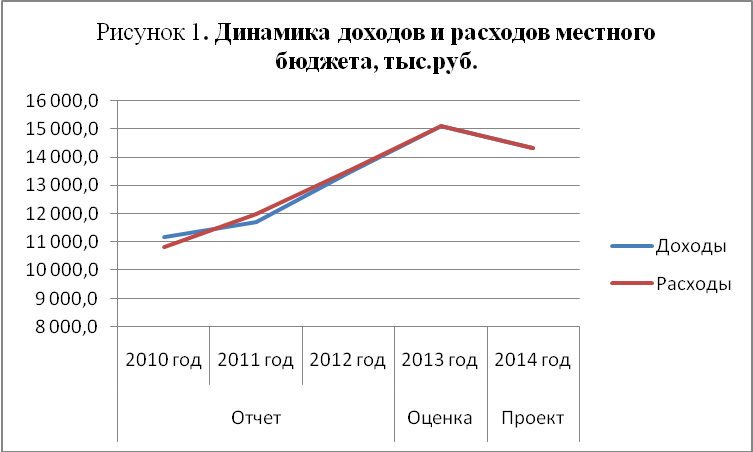 Рисунок 1. Динамика доходов и расходов местного
бюджета, тыс.руб.
16 000,0
15 000,0
14 000,0
13 000,0
12 000,0
11 000,0
10 000,0
9 000,0
8 000,0
Доходы
Расходы
2010 год 2011 год 2012 год 2013 год 2014 год
Отчет Оценка Проект